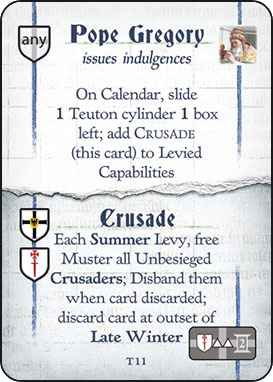 any
Pope Gregory
issues indulgences
On Calendar, slide
1 Teuton cylinder 1 box
left; add CRUSADE
(this card) to Levied
Capabilities
Crusade
Each Summer Levy, free
Muster all Unbesieged
Crusaders; Disband them
when card discarded;
discard card at outset of
Late Winter
T11
2